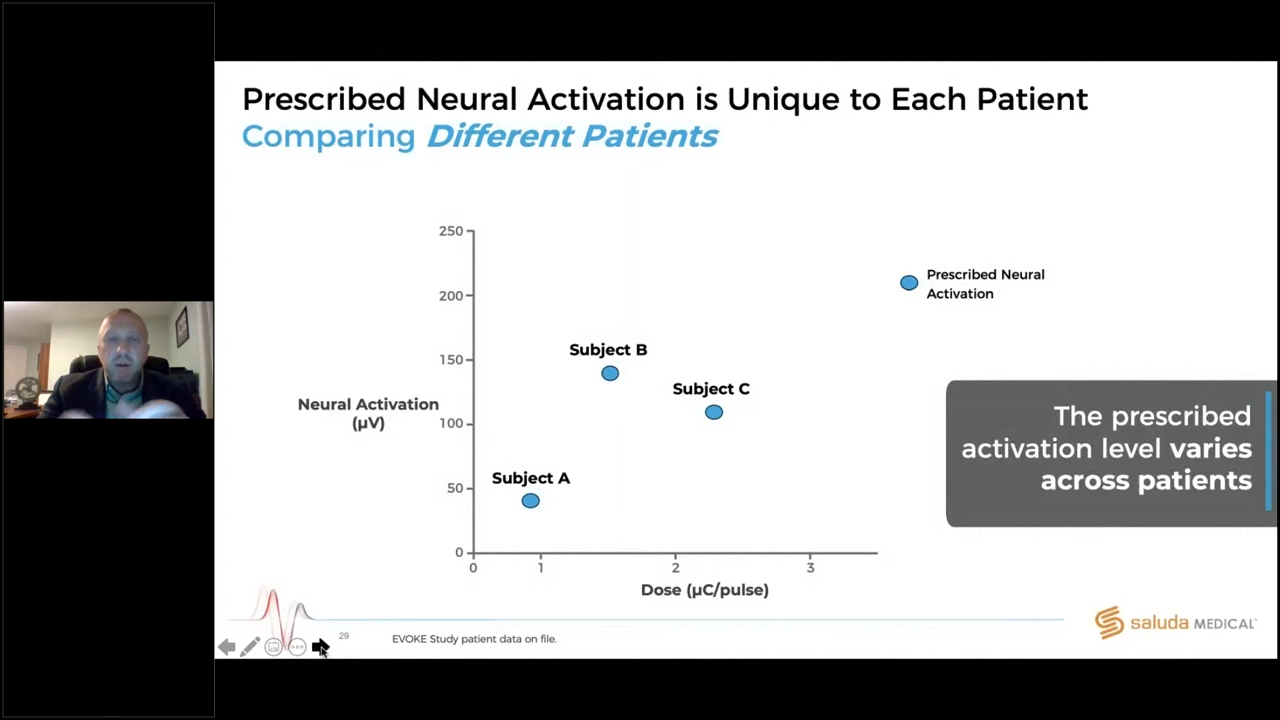 Prescribed Neural Activation is Unique to Each Patient
Comparing Different Patients
250
200
150
100
50
0
Neural Activation
(µV)
Subject B
Subject C
Subject A
0 1 2 3
Dose (µC/pulse)
Prescribed Neural
Activation
The prescribed
activation level varies
across patients
29
EVOKE Study patient data on file.
saluda MEDICAL™